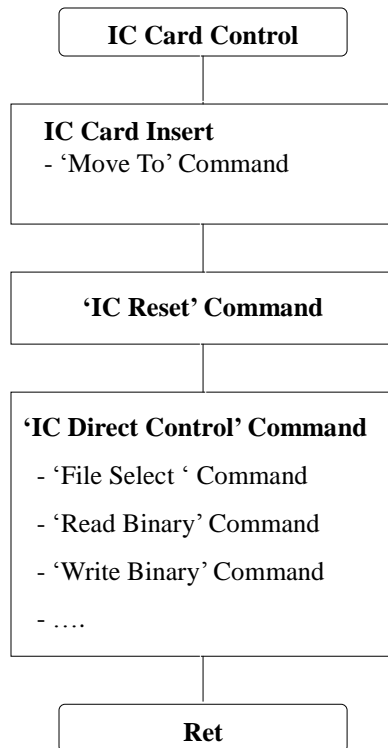 IC Card Control
IC Card Insert
- ‘Move To’ Command
‘IC Reset’ Command
‘IC Direct Control’ Command
- ‘File Select ‘ Command
- ‘Read Binary’ Command
- ‘Write Binary’ Command
- ….
Ret